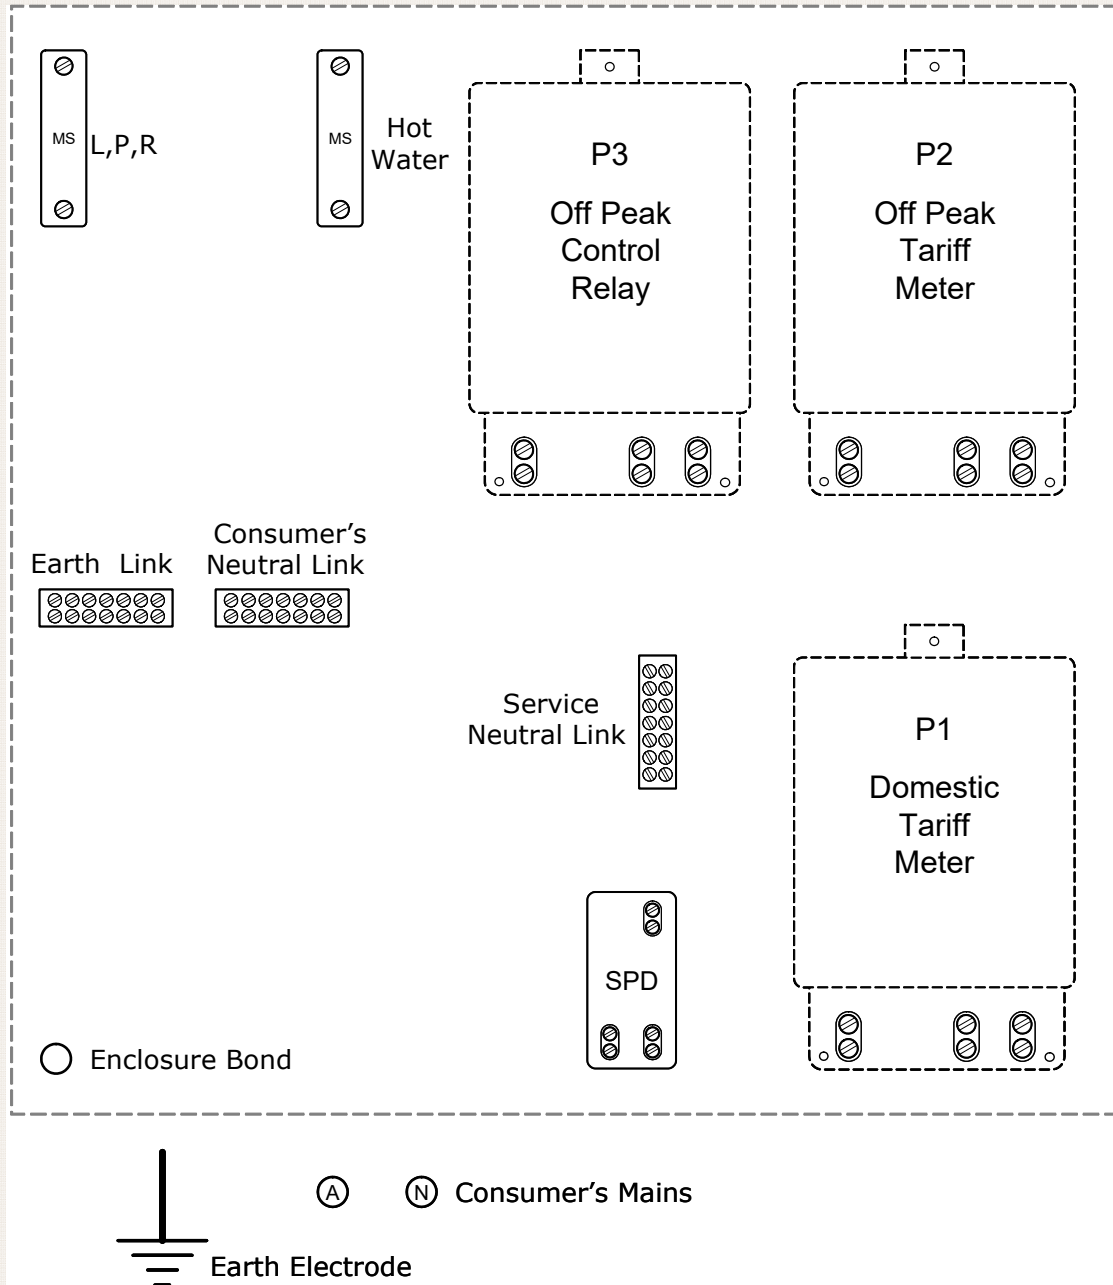 MS
L,P,R
MS
Hot
Water
P3
Off Peak
Control
Relay
P2
Off Peak
Tariff
Meter
Earth Link
Consumer’s
Neutral Link
Service
Neutral Link
P1
Domestic
Tariff
Meter
SPD
Enclosure Bond
A
N
Consumer’s Mains
Earth Electrode